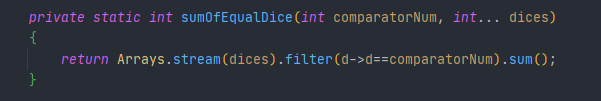 private static int sumOfEqualDice(int comparatorNum, int... dices)
{
return Arrays.stream(dices).filter(d->d==comparatorNum).sum();
}